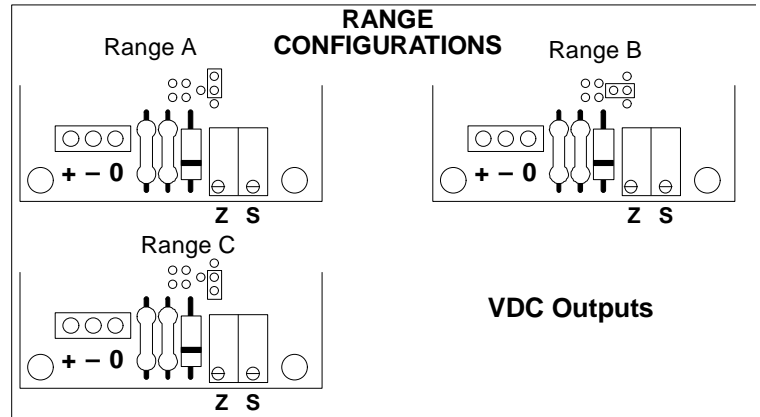 RANGE
CONFIGURATIONS
Range A
Range B
+ – 0
Z S
+ – 0
Z S
Range C
+ – 0
Z S
VDC Outputs